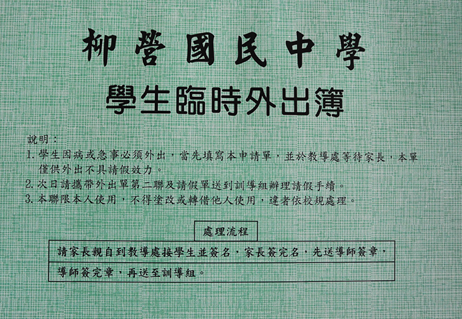 柳營國民中學
學生臨時外出簿
說明：
1. 學生因病或急事必須外出，當先填寫本申請單，並於教導處等待家長，本單
僅供外出不具請假效力。
2. 次日請攜帶外出單第二聯及請假單送到訓導組辦理請假手續。
3. 本聯限本人使用，不得塗改或轉借他人使用，違者依校規處理。
處理流程
請家長親自到教導處接學生並簽名，家長簽完名，先送導師簽章，
導師簽完章，再送至訓導組。